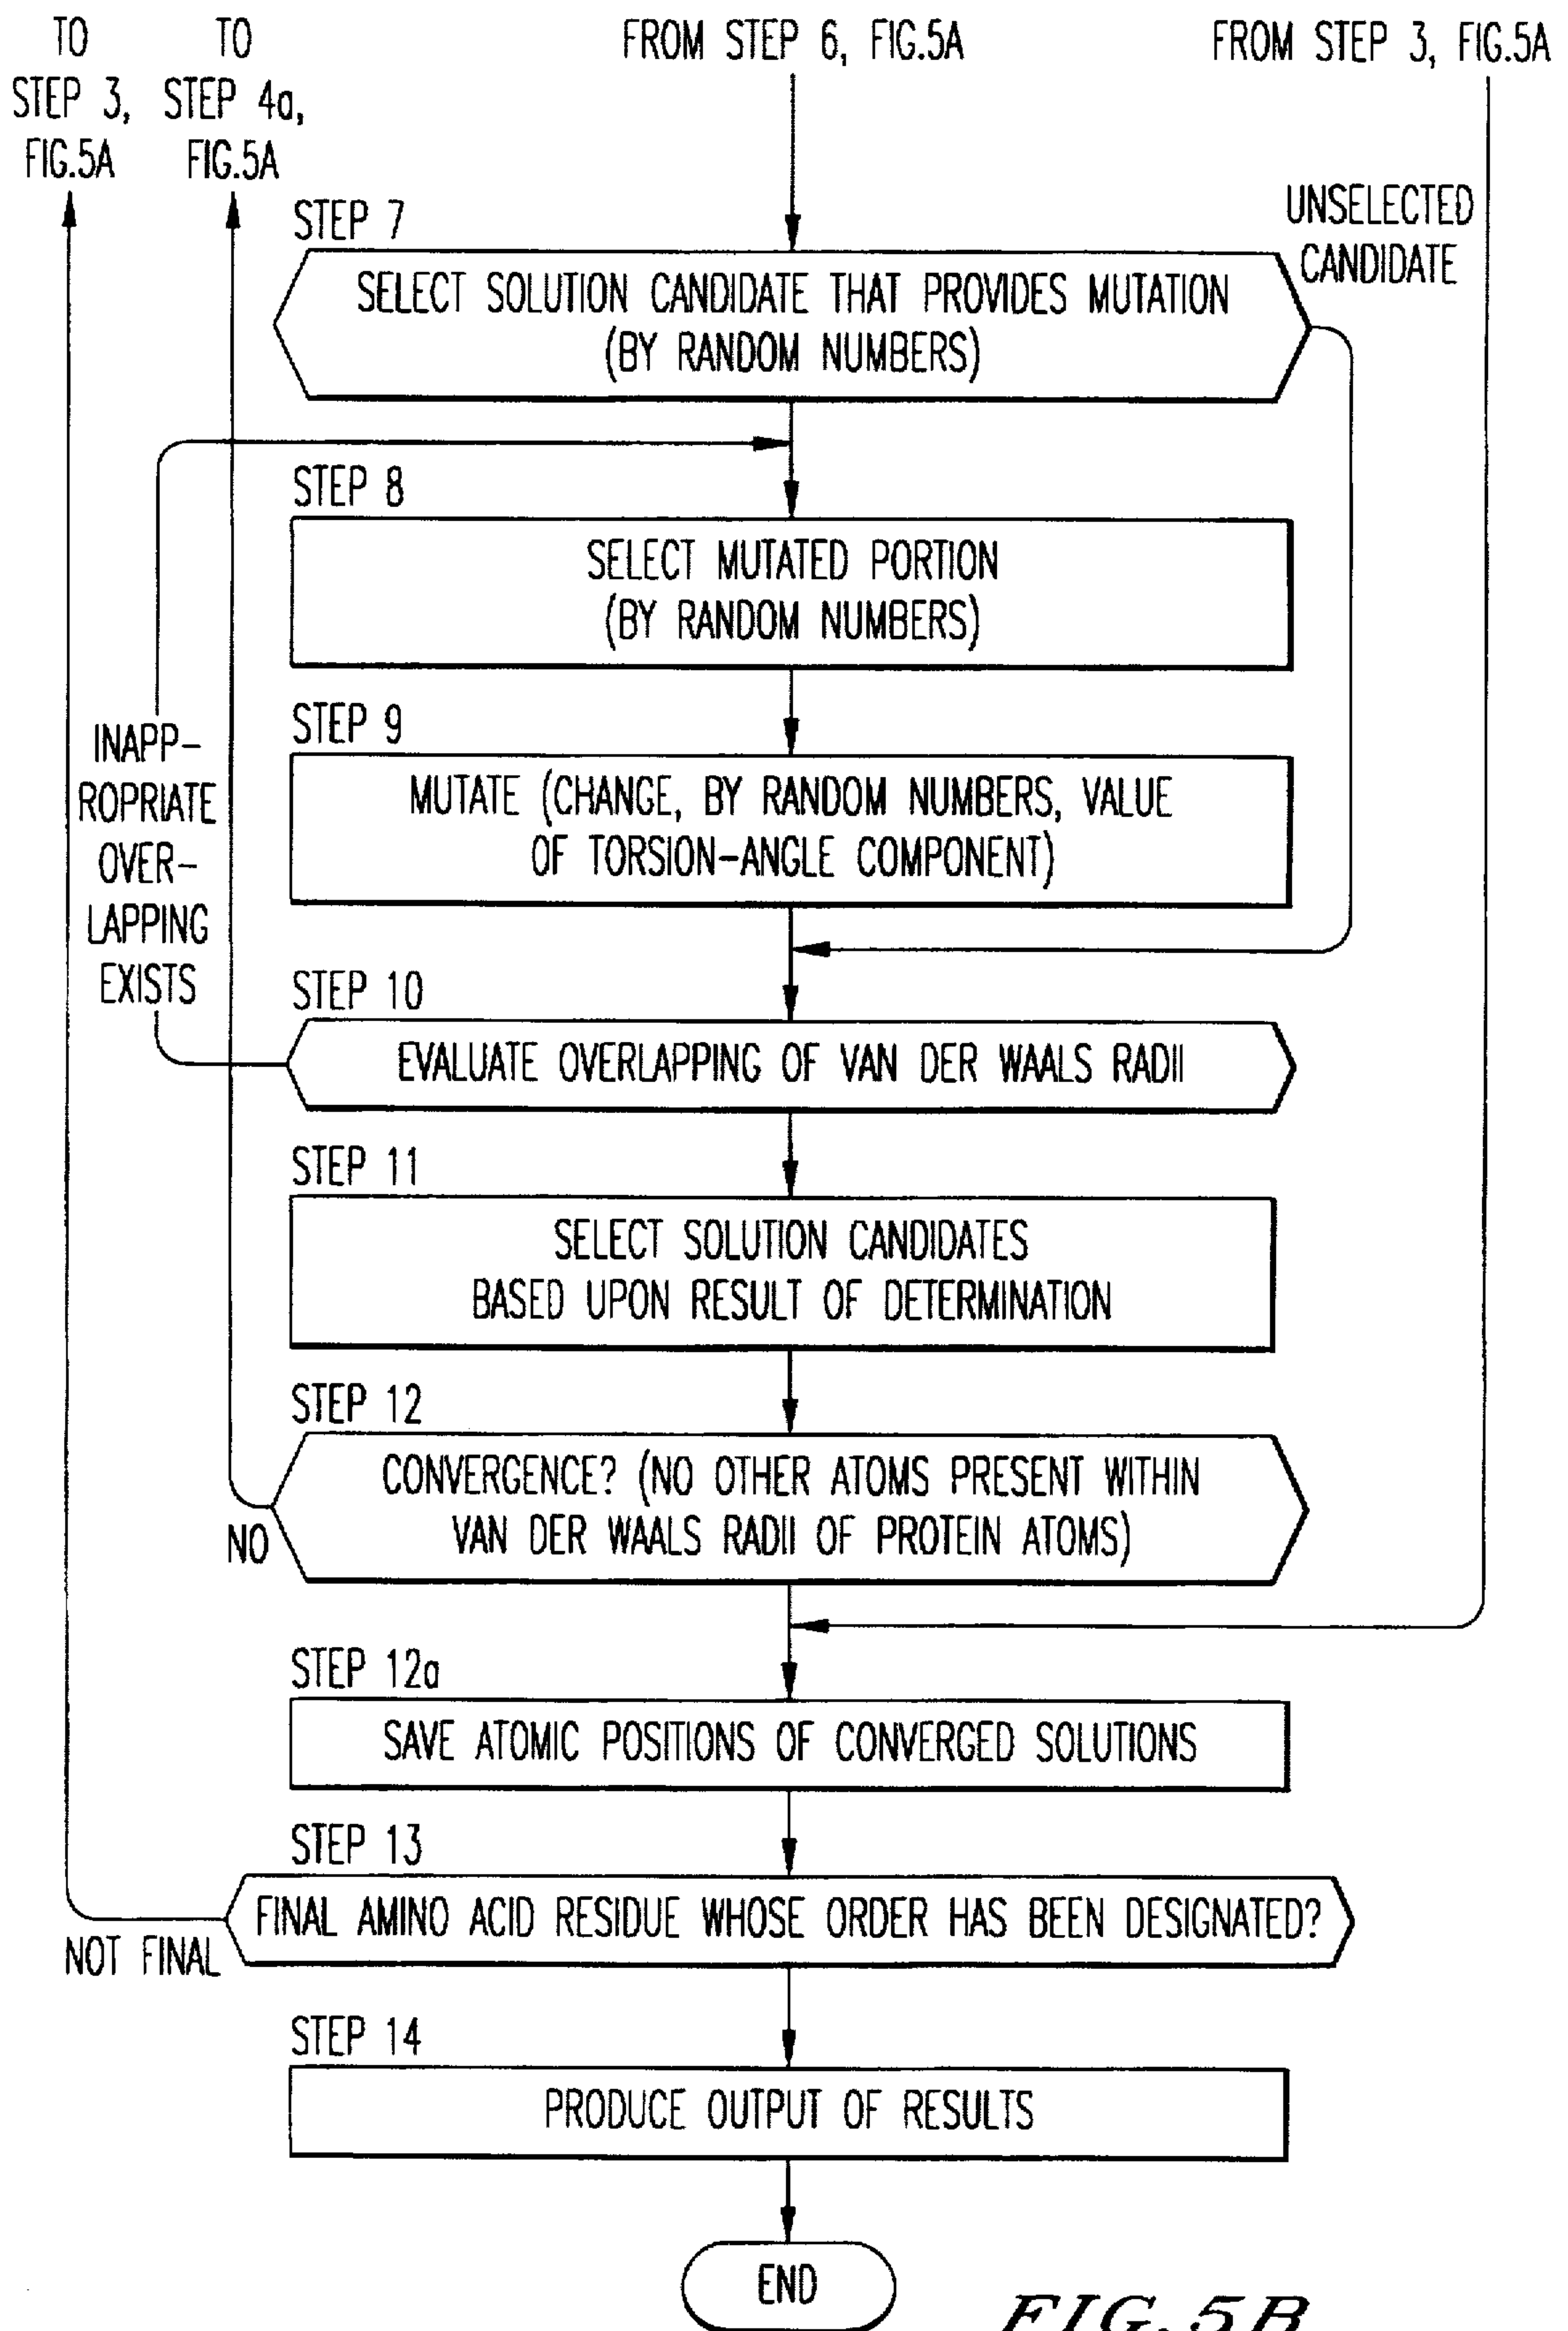 TO
STEP 3,
FIG.5A
TO
STEP 4a,
FIG.5A
FROM STEP 6, FIG.5A
FROM STEP 3, FIG.5A
UNSELECTED
CANDIDATE
STEP 7
SELECT SOLUTION CANDIDATE THAT PROVIDES MUTATION
(BY RANDOM NUMBERS)
STEP 8
SELECT MUTATED PORTION
(BY RANDOM NUMBERS)
INAPP-
ROPRIATE
OVER-
LAPPING
EXISTS
STEP 9
MUTATE (CHANGE, BY RANDOM NUMBERS, VALUE
OF TORSION-ANGLE COMPONENT)
STEP 10
EVALUATE OVERLAPPING OF VAN DER WAALS RADII
STEP 11
SELECT SOLUTION CANDIDATES
BASED UPON RESULT OF DETERMINATION
STEP 12
CONVERGENCE? (NO OTHER ATOMS PRESENT WITHIN
VAN DER WAALS RADII OF PROTEIN ATOMS)
NO
STEP 12a
SAVE ATOMIC POSITIONS OF CONVERGED SOLUTIONS
STEP 13
FINAL AMINO ACID RESIDUE WHOSE ORDER HAS BEEN DESIGNATED?
NOT FINAL
STEP 14
PRODUCE OUTPUT OF RESULTS
END
FIG.5B